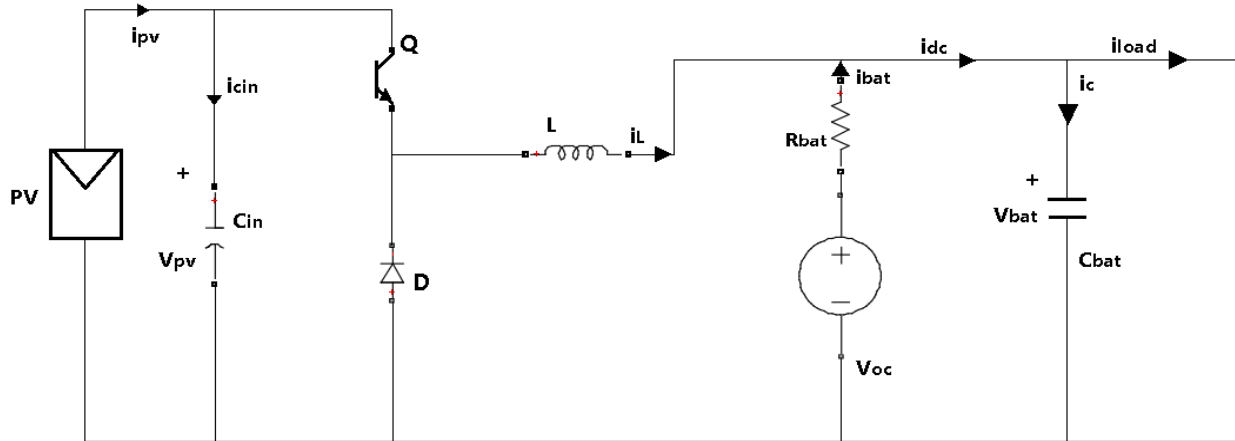 ipv
Q
idc
iload
icin
ibat
ic
L
iL
Rbat
+
+
PV
Cin
Vbat
Vpv
+
D
Cbat
−
Voc